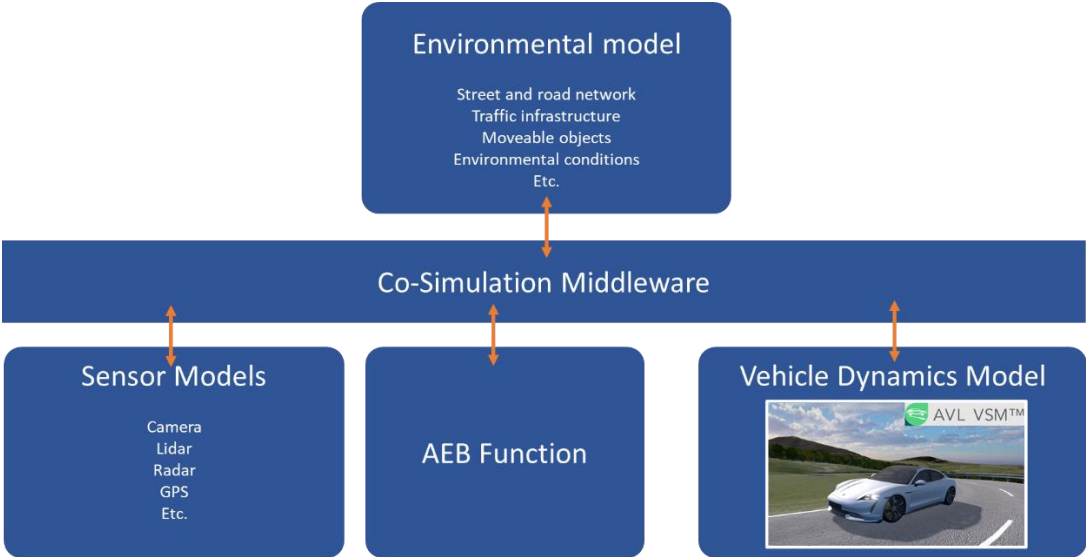 Environmental model
Street and road network
Traffic infrastructure
Moveable objects
Environmental conditions
Etc.
Co-Simulation Middleware
Sensor Models
Camera
Lidar
Radar
GPS
Etc.
AEB Function
Vehicle Dynamics Model
AVL VSM™